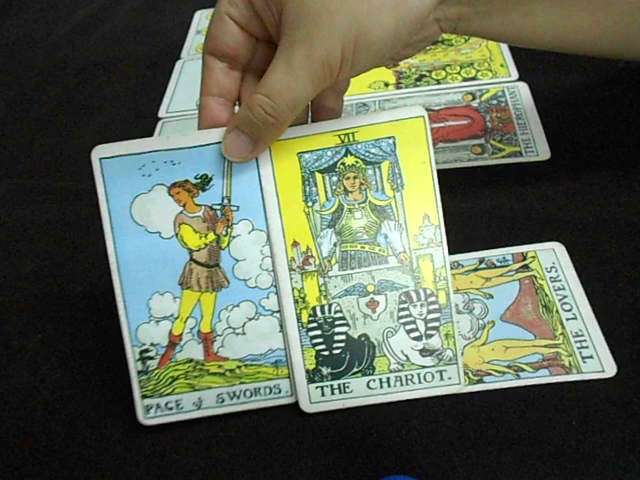 VII
PAGE of SWORDS.
THE CHARIOT.
THE LOVERS.
THE HIEROPHANT